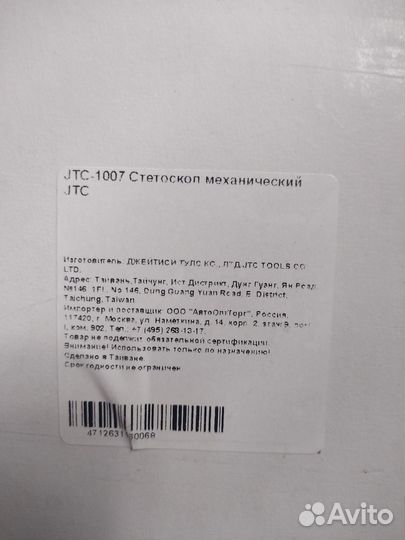 JTC-1007 Стетоскоп механический
JTC
Изготовитель: ДЖЕЙТИСИ ТУЛС КО., ЛТД.JTC TOOLS CO
LTD.
Адрес: Тайвань,Тайчунг, Ист Дистрикт, Дунг Гуанг, Ян Роад,
№146. 1FL, No.146, Dung Guang Yuan Road, E. District,
Taichung, Taiwan
Импортер и поставщик: ООО "АвтоОптТорг", Россия,
117420, г. Москва, ул. Наметкина, д. 14, корп. 2, этаж 9,
I, ком. 902, Тел.: +7 (495) 263-13-17.
Товар не подлежит обязательной сертификации.
Внимание! Использовать только по назначению!
Сделано в Тайване.
Срок годности не ограничен
Avito